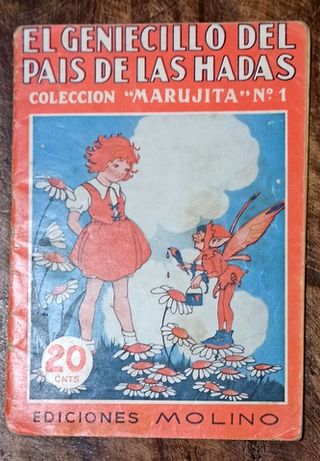 EL GENIECILLO DEL
PAIS DE LAS HADAS
COLECCION "MARUJITA" Nº 1
20
CNTS
EDICIONES MOLINO